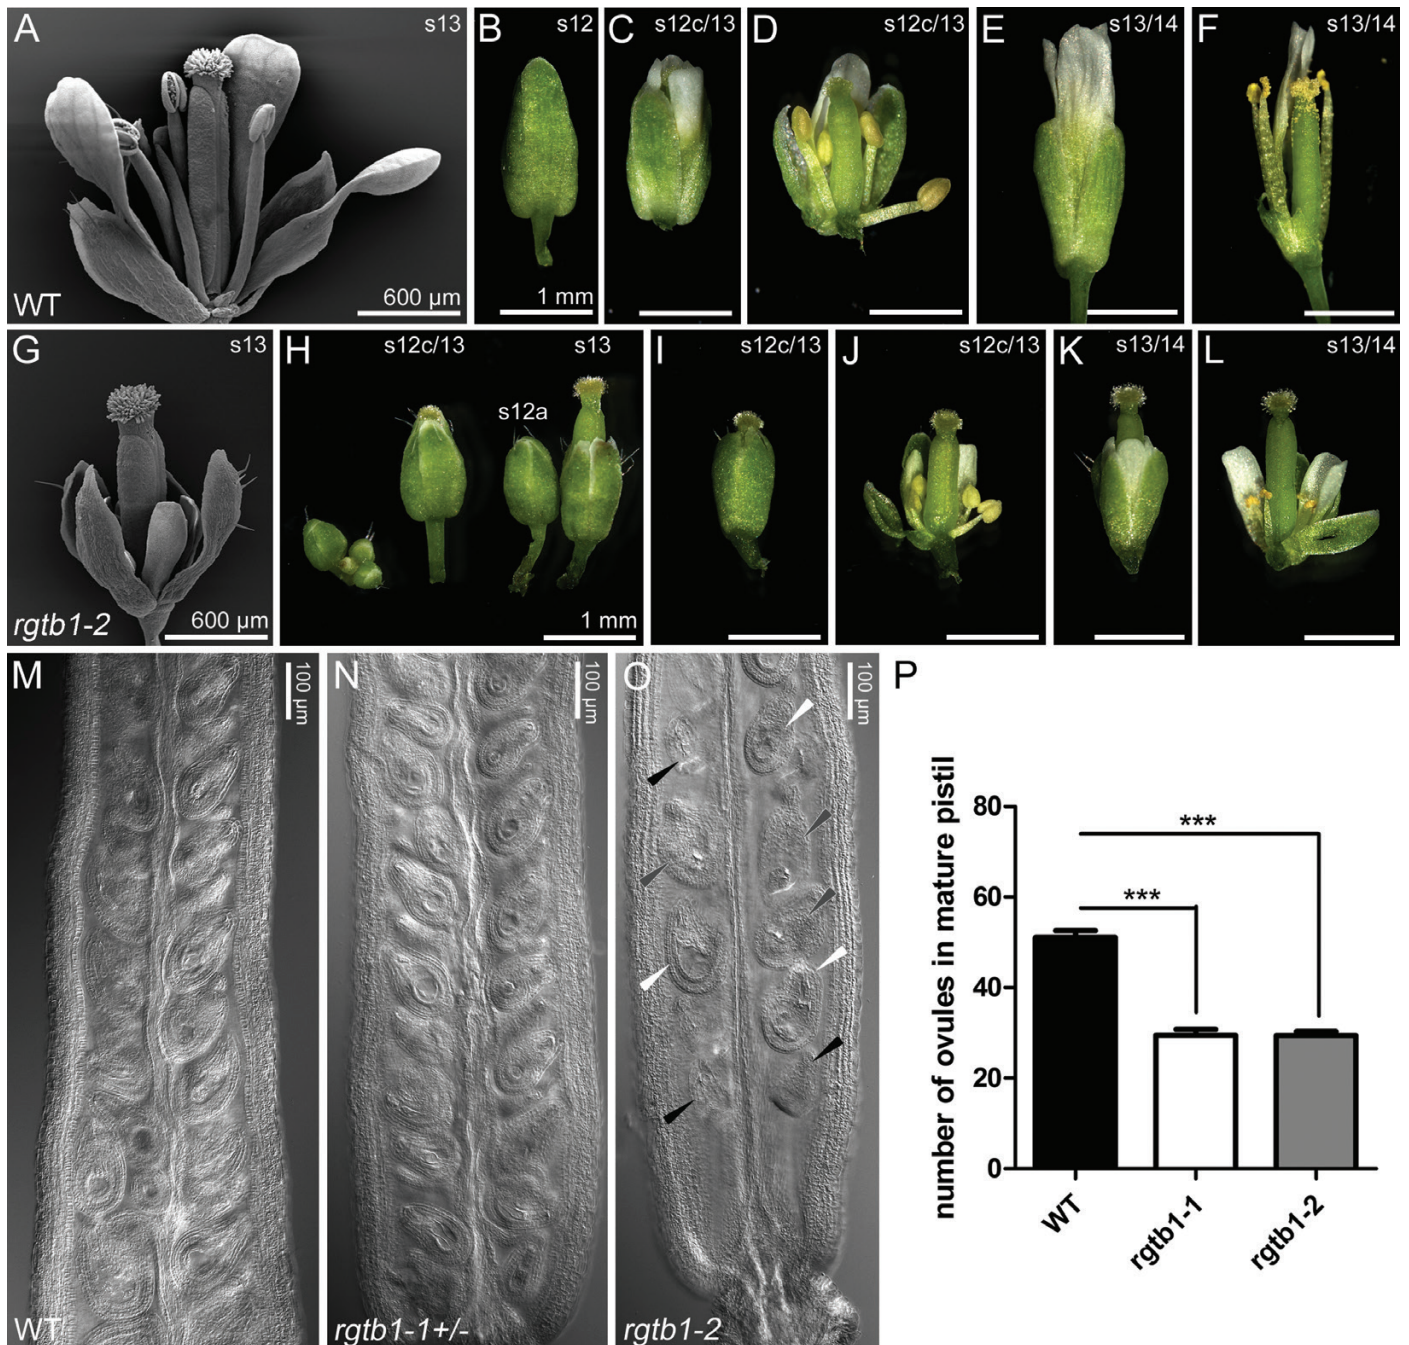 A s13
WT 600 µm
B s12
1 mm
C s12c/13
D s12c/13
E s13/14
F s13/14
G s13
rgtb1-2 600 µm
H s12c/13 s13
s12a
1 mm
I s12c/13
J s12c/13
K s13/14
L s13/14
M 100 µm
WT
N 100 µm
rgtb1-1+/-
O 100 µm
rgtb1-2
P
number of ovules in mature pistil
80
60
40
20
0
***
***
WT
rgtb1-1
rgtb1-2